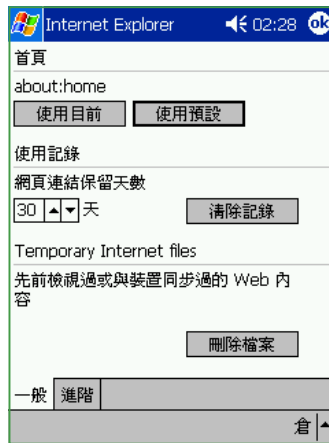 Internet Explorer 02:28 ok
首頁
about:home
使用目前 使用預設
使用記錄
網頁連結保留天數
30 天 清除記錄
Temporary Internet files
先前檢視過或與裝置同步過的 Web 內
容
刪除檔案
一般 進階
倉